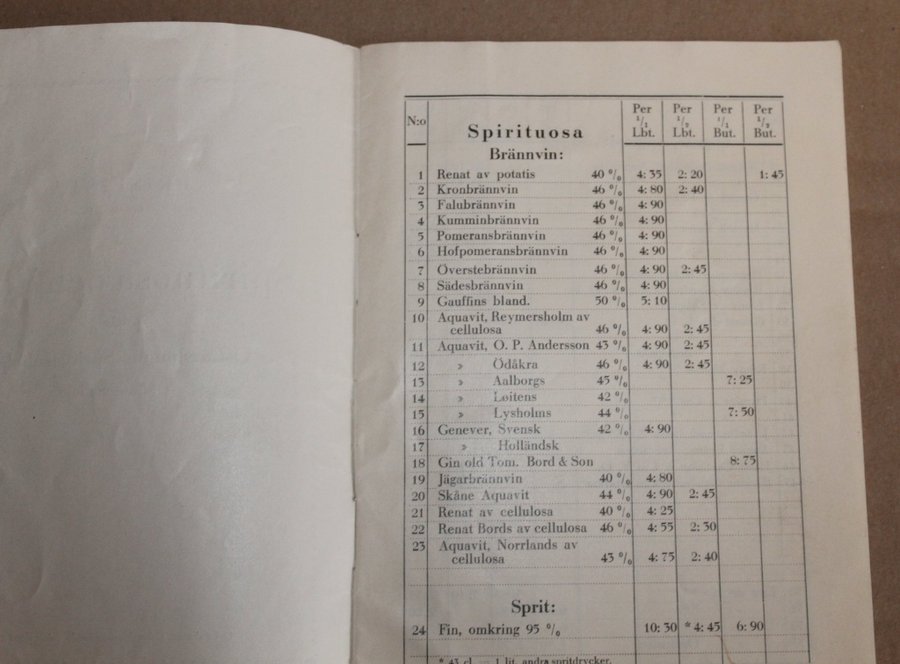 N:o Spirituosa Per 1/1 Lbt. Per 1/2 Lbt. Per 1/1 But. Per 1/2 But.
Brännvin:
1 Renat av potatis 40 % 4: 35 2: 20 1: 45
2 Kronbrännvin 46 % 4: 80 2: 40
3 Falubrännvin 46 % 4: 90
4 Kumminbrännvin 46 % 4: 90
5 Pomeransbrännvin 46 % 4: 90
6 Hofpomeransbrännvin 46 % 4: 90
7 Överstebrännvin 46 % 4: 90 2: 45
8 Sädesbrännvin 46 % 4: 90
9 Gauffins bland. 50 % 5: 10
10 Aquavit, Reymersholm av
cellulosa 46 % 4: 90 2: 45
11 Aquavit, O. P. Andersson 43 % 4: 90 2: 45
12 » Ödåkra 46 % 4: 90 2: 45
13 » Aalborgs 45 % 7: 25
14 » Løitens 42 %
15 » Lysholms 44 % 7: 50
16 Genever, Svensk 42 % 4: 90
17 » Holländsk
18 Gin old Tom. Bord & Son 8: 75
19 Jägarbrännvin 40 % 4: 80
20 Skåne Aquavit 44 % 4: 90 2: 45
21 Renat av cellulosa 40 % 4: 25
22 Renat Bords av cellulosa 46 % 4: 55 2: 30
23 Aquavit, Norrlands av
cellulosa 43 % 4: 75 2: 40
Sprit:
24 Fin, omkring 95 % 10: 30 * 4: 45 6: 90
* 43 cl. = 1 lit. andra spritdrycker.